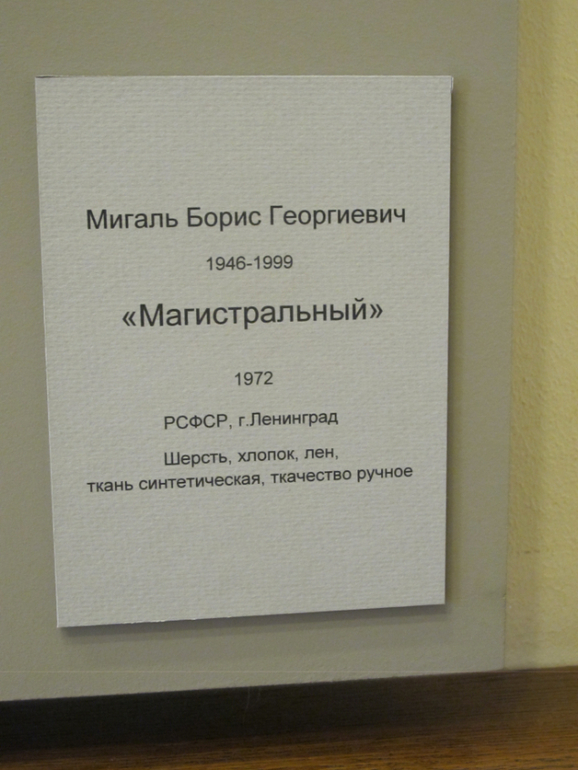 Мигаль Борис Георгиевич
1946-1999
«Магистральный»
1972
РСФСР, г.Ленинград
Шерсть, хлопок, лен,
ткань синтетическая, ткачество ручное